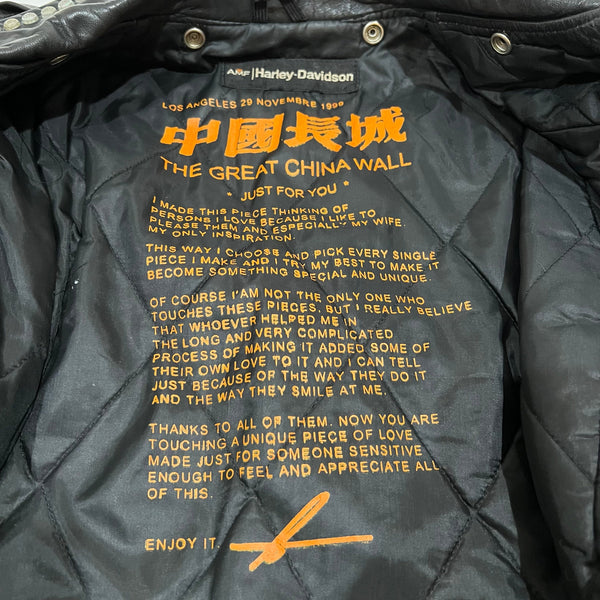 AMF | Harley-Davidson
LOS ANGELES 29 NOVEMBRE 1999
中國長城
THE GREAT CHINA WALL
* JUST FOR YOU *
I MADE THIS PIECE THINKING OF
PERSONS I LOVE BECAUSE I LIKE TO
PLEASE THEM AND ESPECIALLY MY WIFE.
MY ONLY INSPIRATION.
THIS WAY I CHOOSE AND PICK EVERY SINGLE
PIECE I MAKE AND I TRY MY BEST TO MAKE IT
BECOME SOMETHING SPECIAL AND UNIQUE.
OF COURSE I'AM NOT THE ONLY ONE WHO
TOUCHES THESE PIECES, BUT I REALLY BELIEVE
THAT WHOEVER HELPED ME IN
THE LONG AND VERY COMPLICATED
PROCESS OF MAKING IT ADDED SOME OF
THEIR OWN LOVE TO IT AND I CAN TELL
JUST BECAUSE OF THE WAY THEY DO IT
AND THE WAY THEY SMILE AT ME.
THANKS TO ALL OF THEM. NOW YOU ARE
TOUCHING A UNIQUE PIECE OF LOVE
MADE JUST FOR SOMEONE SENSITIVE
ENOUGH TO FEEL AND APPRECIATE ALL
OF THIS.
ENJOY IT.